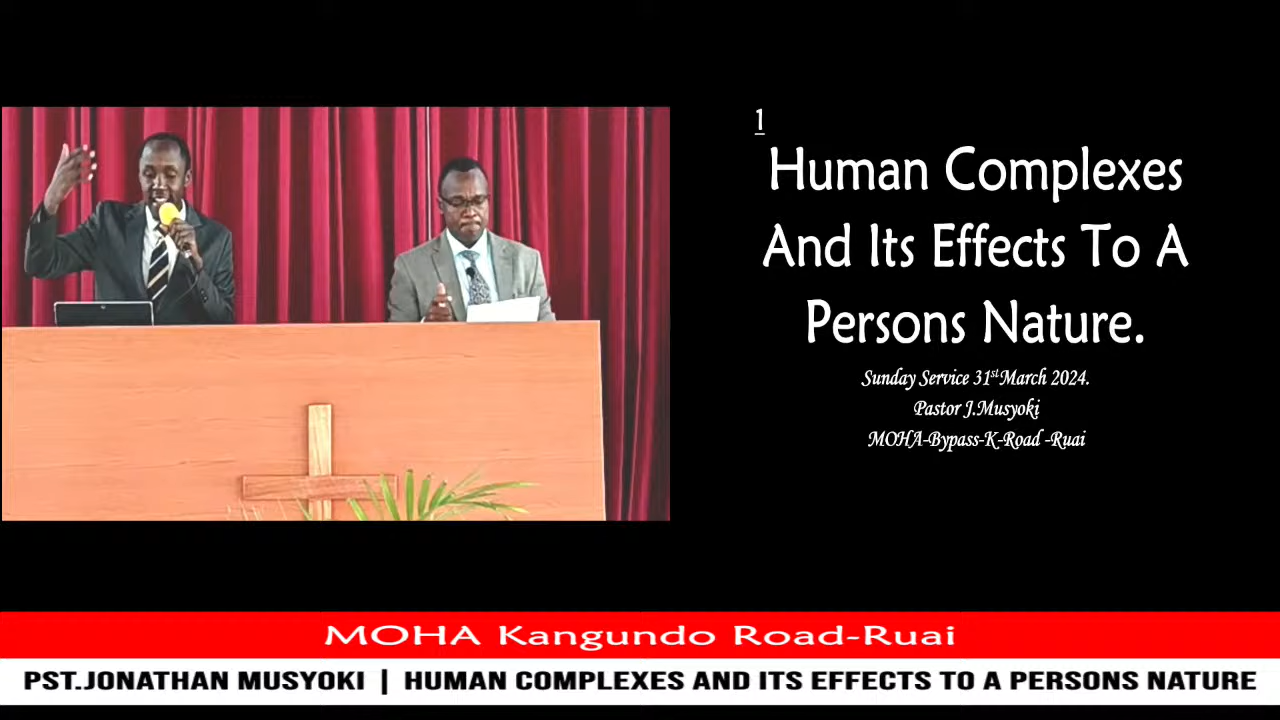 1
Human Complexes
And Its Effects To A
Persons Nature.
Sunday Service 31st March 2024.
Pastor J.Musyoki
MOHA-Bypass-K-Road -Ruai
MOHA Kangundo Road-Ruai
PST.JONATHAN MUSYOKI | HUMAN COMPLEXES AND ITS EFFECTS TO A PERSONS NATURE